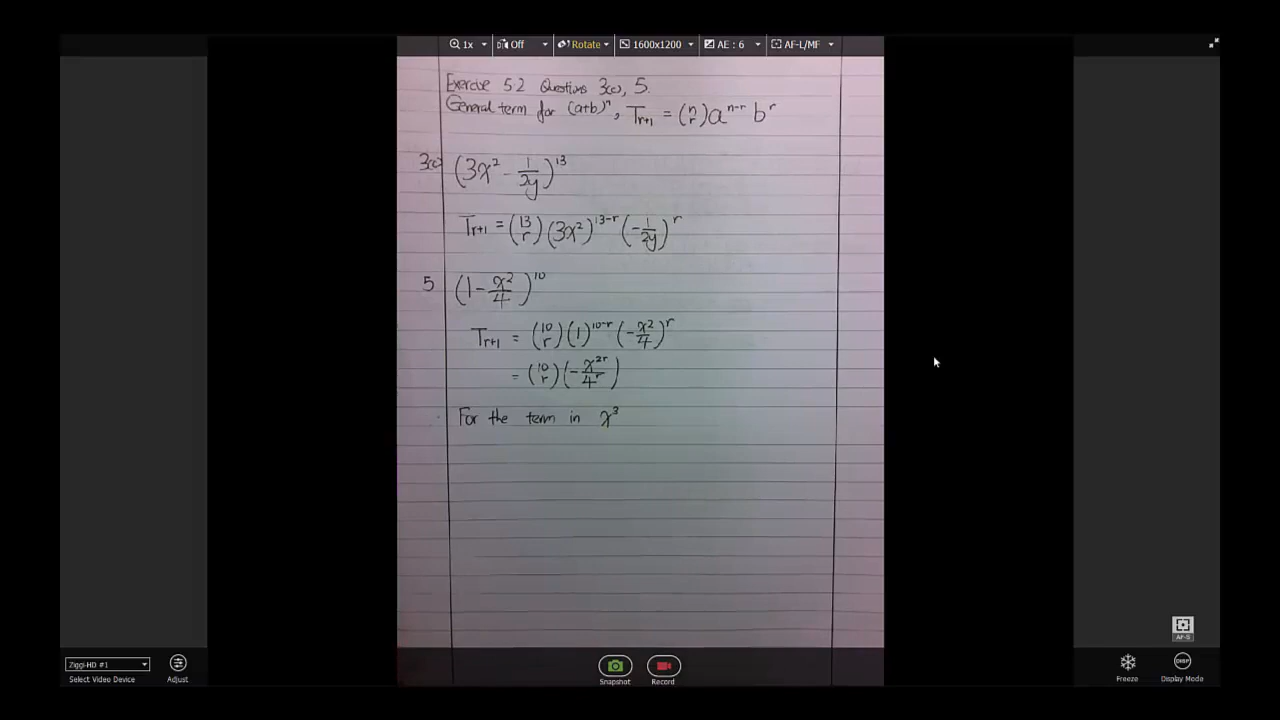 1x Off Rotate 1600x1200 AE : 6 AF-L/MF
Exercise 5.2 Questions 3(c), 5.
General term for (a+b)ⁿ, Tᵣ₊₁ = (n r) aⁿ⁻ʳ bʳ
(3x² - 1/2y)¹³
Tᵣ₊₁ = (13 r) (3x²)¹³⁻ʳ (-1/2y)ʳ
5 (1 - x²/4)¹⁰
Tᵣ₊₁ = (10 r) (1)¹⁰⁻ʳ (-x²/4)ʳ
= (10 r) (-x²ʳ/4ʳ)
For the term in x³
AF-S
Ziggi-HD #1
Select Video Device Adjust Snapshot Record Freeze DISP Display Mode